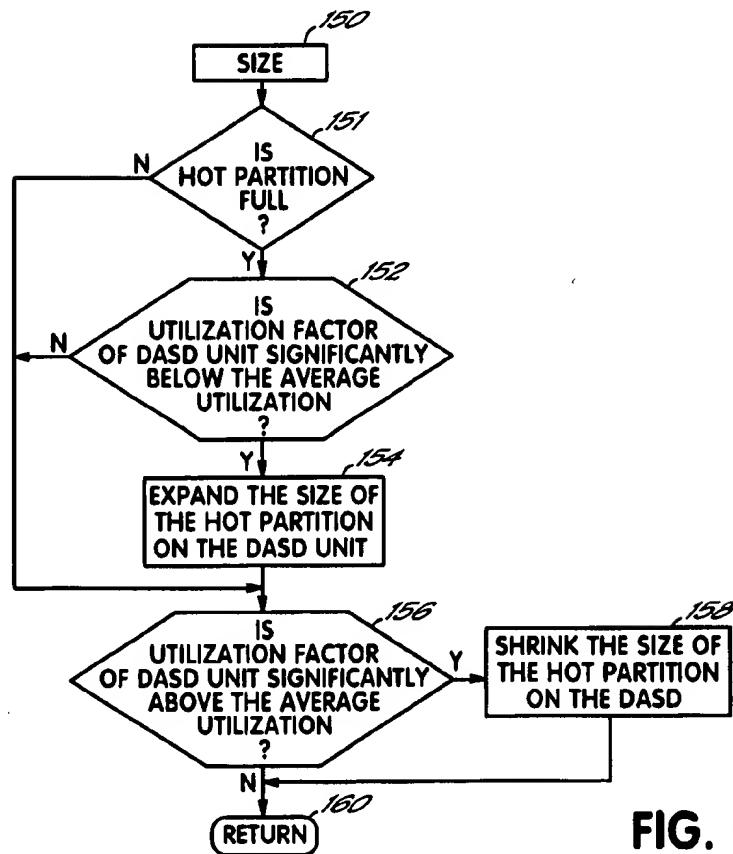 150
SIZE
151
N
IS
HOT PARTITION
FULL
?
Y
152
N
IS
UTILIZATION FACTOR
OF DASD UNIT SIGNIFICANTLY
BELOW THE AVERAGE
UTILIZATION
?
Y
154
EXPAND THE SIZE OF
THE HOT PARTITION
ON THE DASD UNIT
156
IS
UTILIZATION FACTOR
OF DASD UNIT SIGNIFICANTLY
ABOVE THE AVERAGE
UTILIZATION
?
Y
158
SHRINK THE SIZE OF
THE HOT PARTITION
ON THE DASD
N
160
RETURN
FIG.